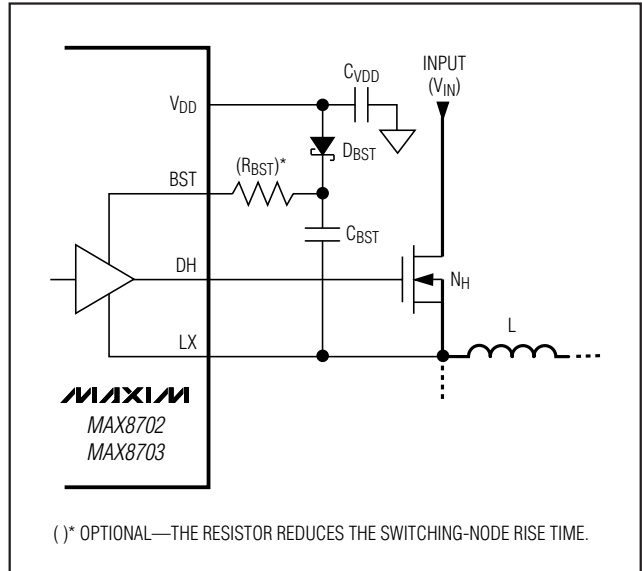 CVDD
INPUT
(VIN)
VDD
DBST
BST
(RBST)*
CBST
DH
NH
L
LX
MAXIM
MAX8702
MAX8703
( )* OPTIONAL—THE RESISTOR REDUCES THE SWITCHING-NODE RISE TIME.